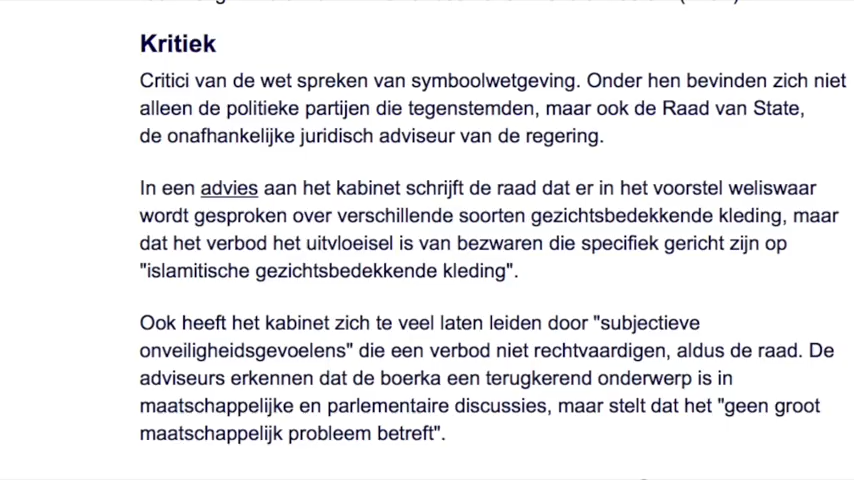 Kritiek
Critici van de wet spreken van symboolwetgeving. Onder hen bevinden zich niet
alleen de politieke partijen die tegenstemden, maar ook de Raad van State,
de onafhankelijke juridisch adviseur van de regering.
In een advies aan het kabinet schrijft de raad dat er in het voorstel weliswaar
wordt gesproken over verschillende soorten gezichtsbedekkende kleding, maar
dat het verbod het uitvloeisel is van bezwaren die specifiek gericht zijn op
"islamitische gezichtsbedekkende kleding".
Ook heeft het kabinet zich te veel laten leiden door "subjectieve
onveiligheidsgevoelens" die een verbod niet rechtvaardigen, aldus de raad. De
adviseurs erkennen dat de boerka een terugkerend onderwerp is in
maatschappelijke en parlementaire discussies, maar stelt dat het "geen groot
maatschappelijk probleem betreft".